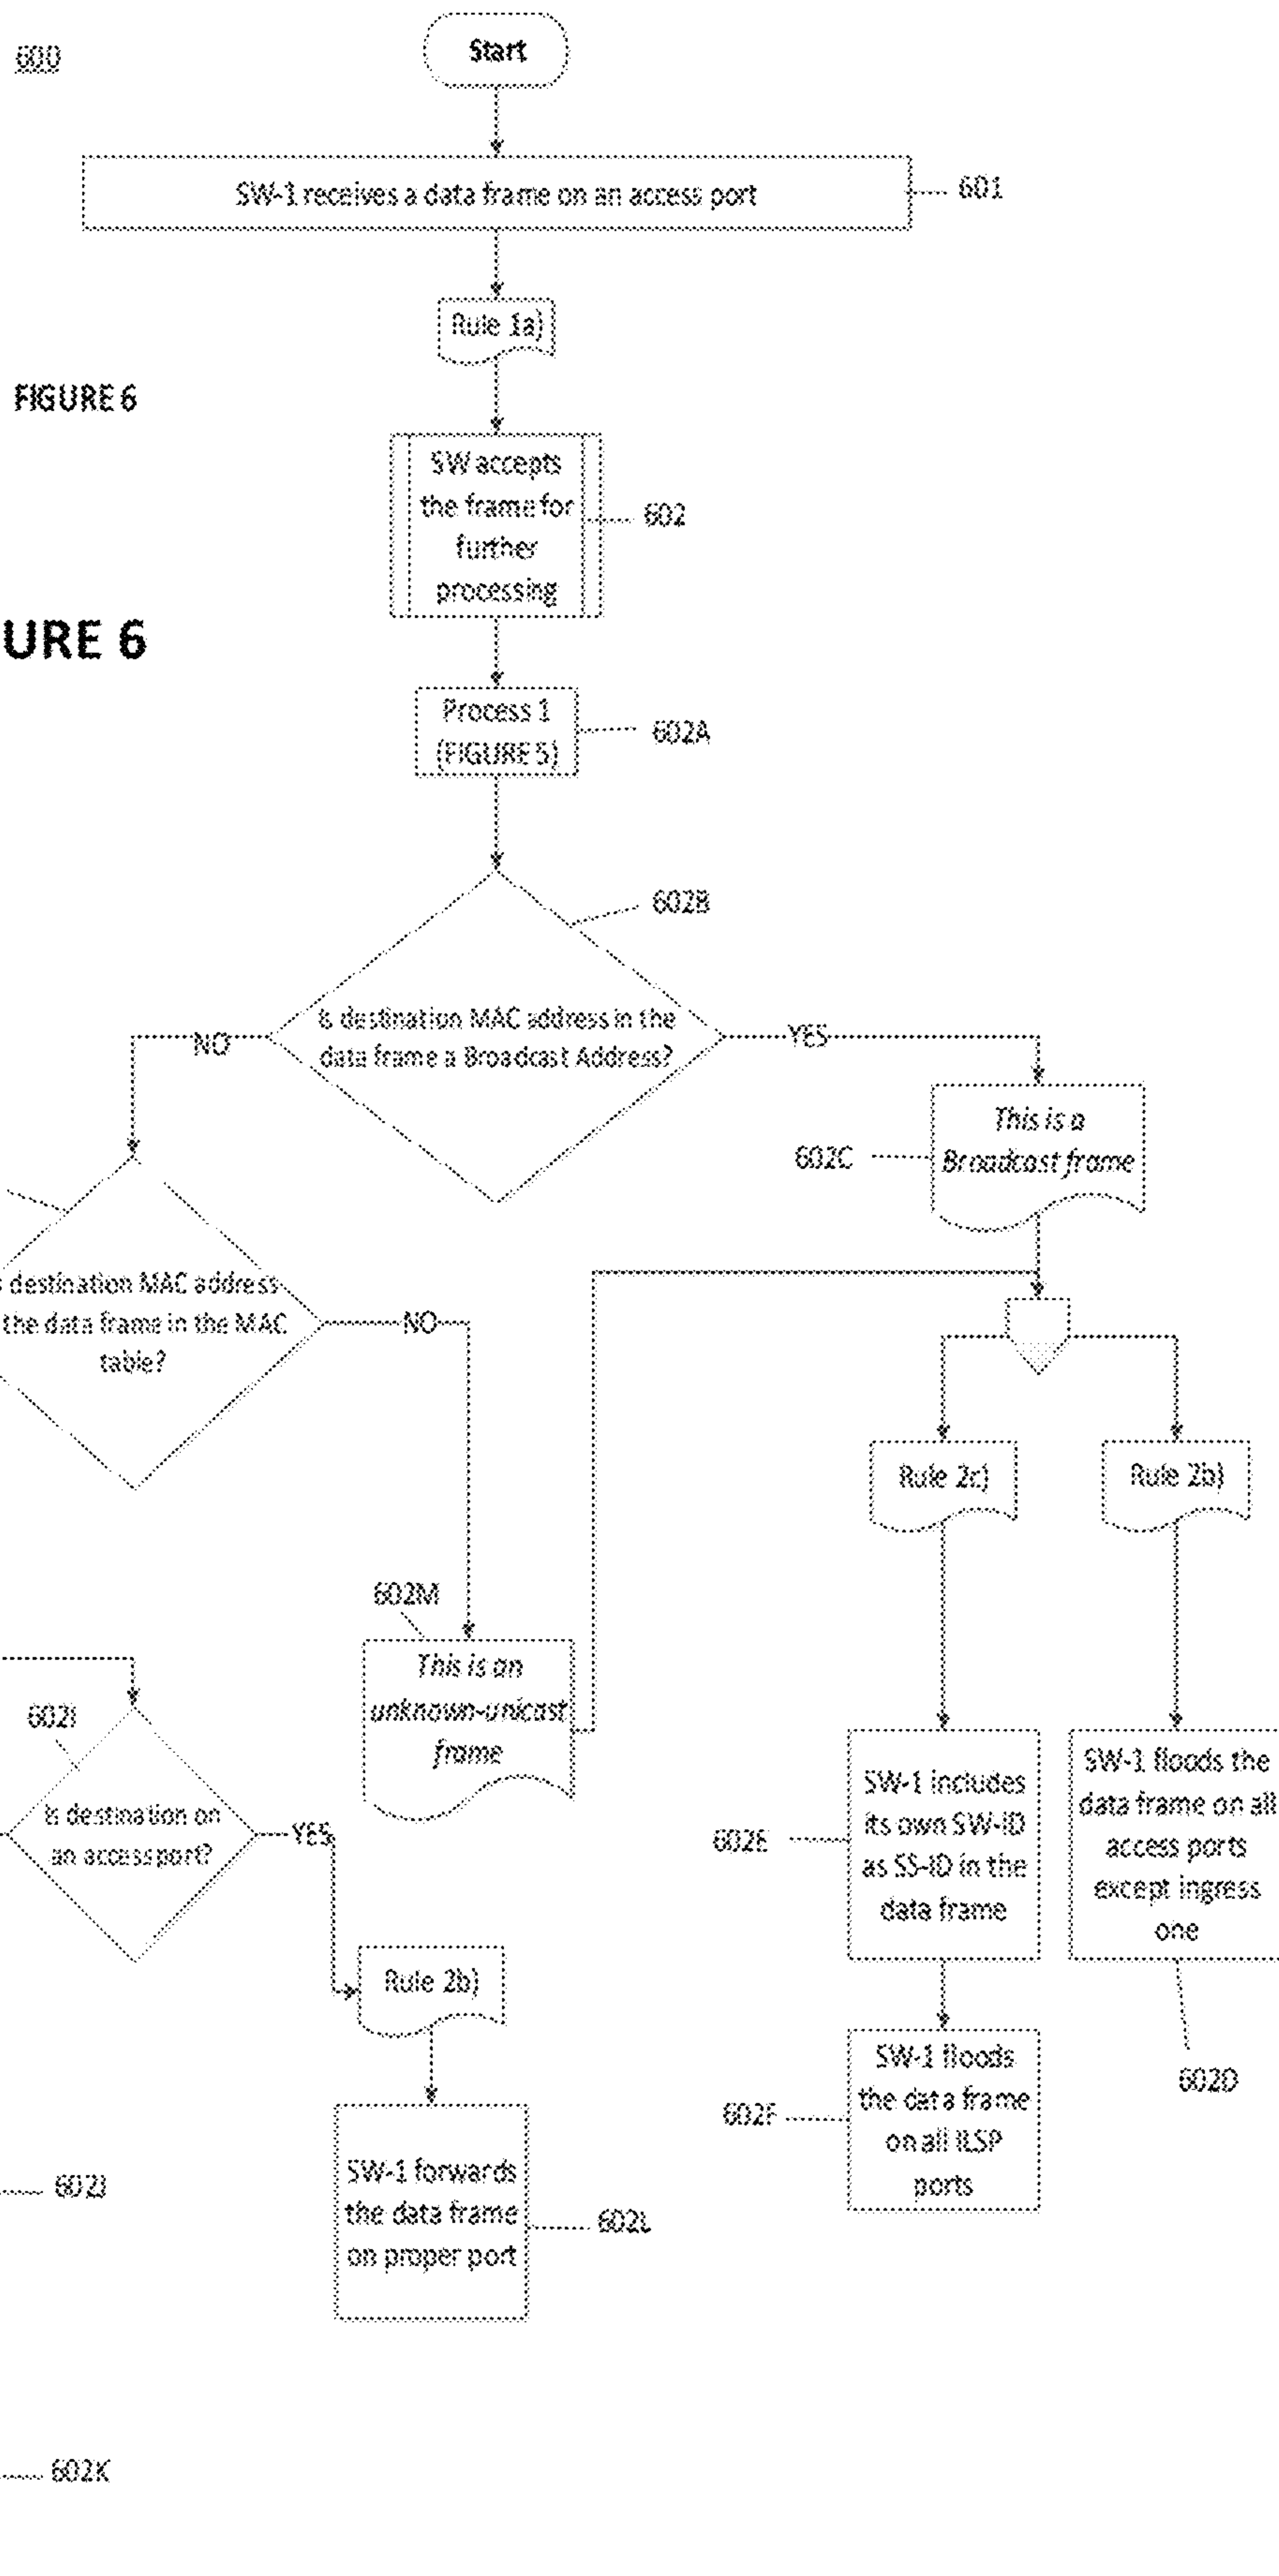 600
Start
SW-1 receives a data frame on an access port
601
Rule 1a)
FIGURE 6
SW accepts
the frame for
further
processing
602
URE 6
Process 1
(FIGURE 5)
602A
602B
Is destination MAC address in the
data frame a Broadcast Address?
NO
YES
This is a
Broadcast frame
602C
destination MAC address
the data frame in the MAC
table?
NO
Rule 2c)
Rule 2b)
602M
This is an
unknown-unicast
frame
602I
Is destination on
an access port?
YES
SW-1 includes
its own SW-ID
as SS-ID in the
data frame
602E
SW-1 floods the
data frame on all
access ports
except ingress
one
Rule 2b)
SW-1 floods
the data frame
on all ILSP
ports
602F
602D
SW-1 forwards
the data frame
on proper port
602J
602L
602K